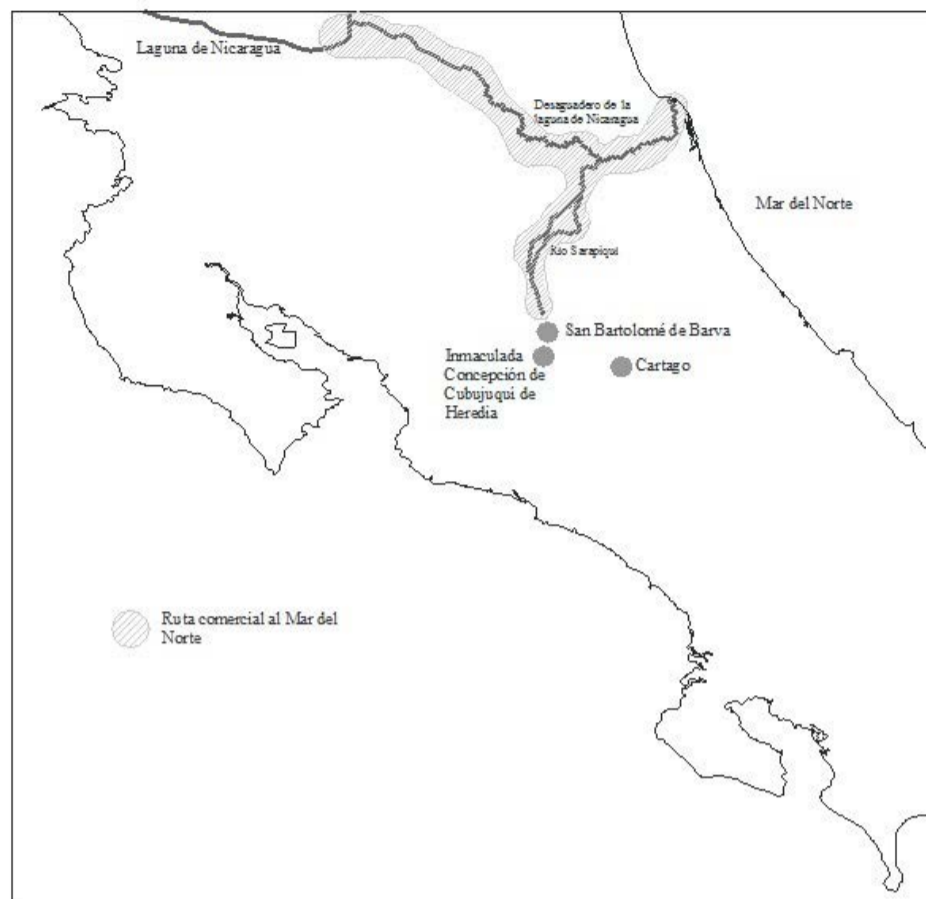 Laguna de Nicaragua
Desaguadero de la
laguna de Nicaragua
Mar del Norte
Río Sarapiqui
San Bartolomé de Barva
Inmaculada
Concepción de
Cubujuquí de
Heredia
Cartago
Ruta comercial al Mar del
Norte